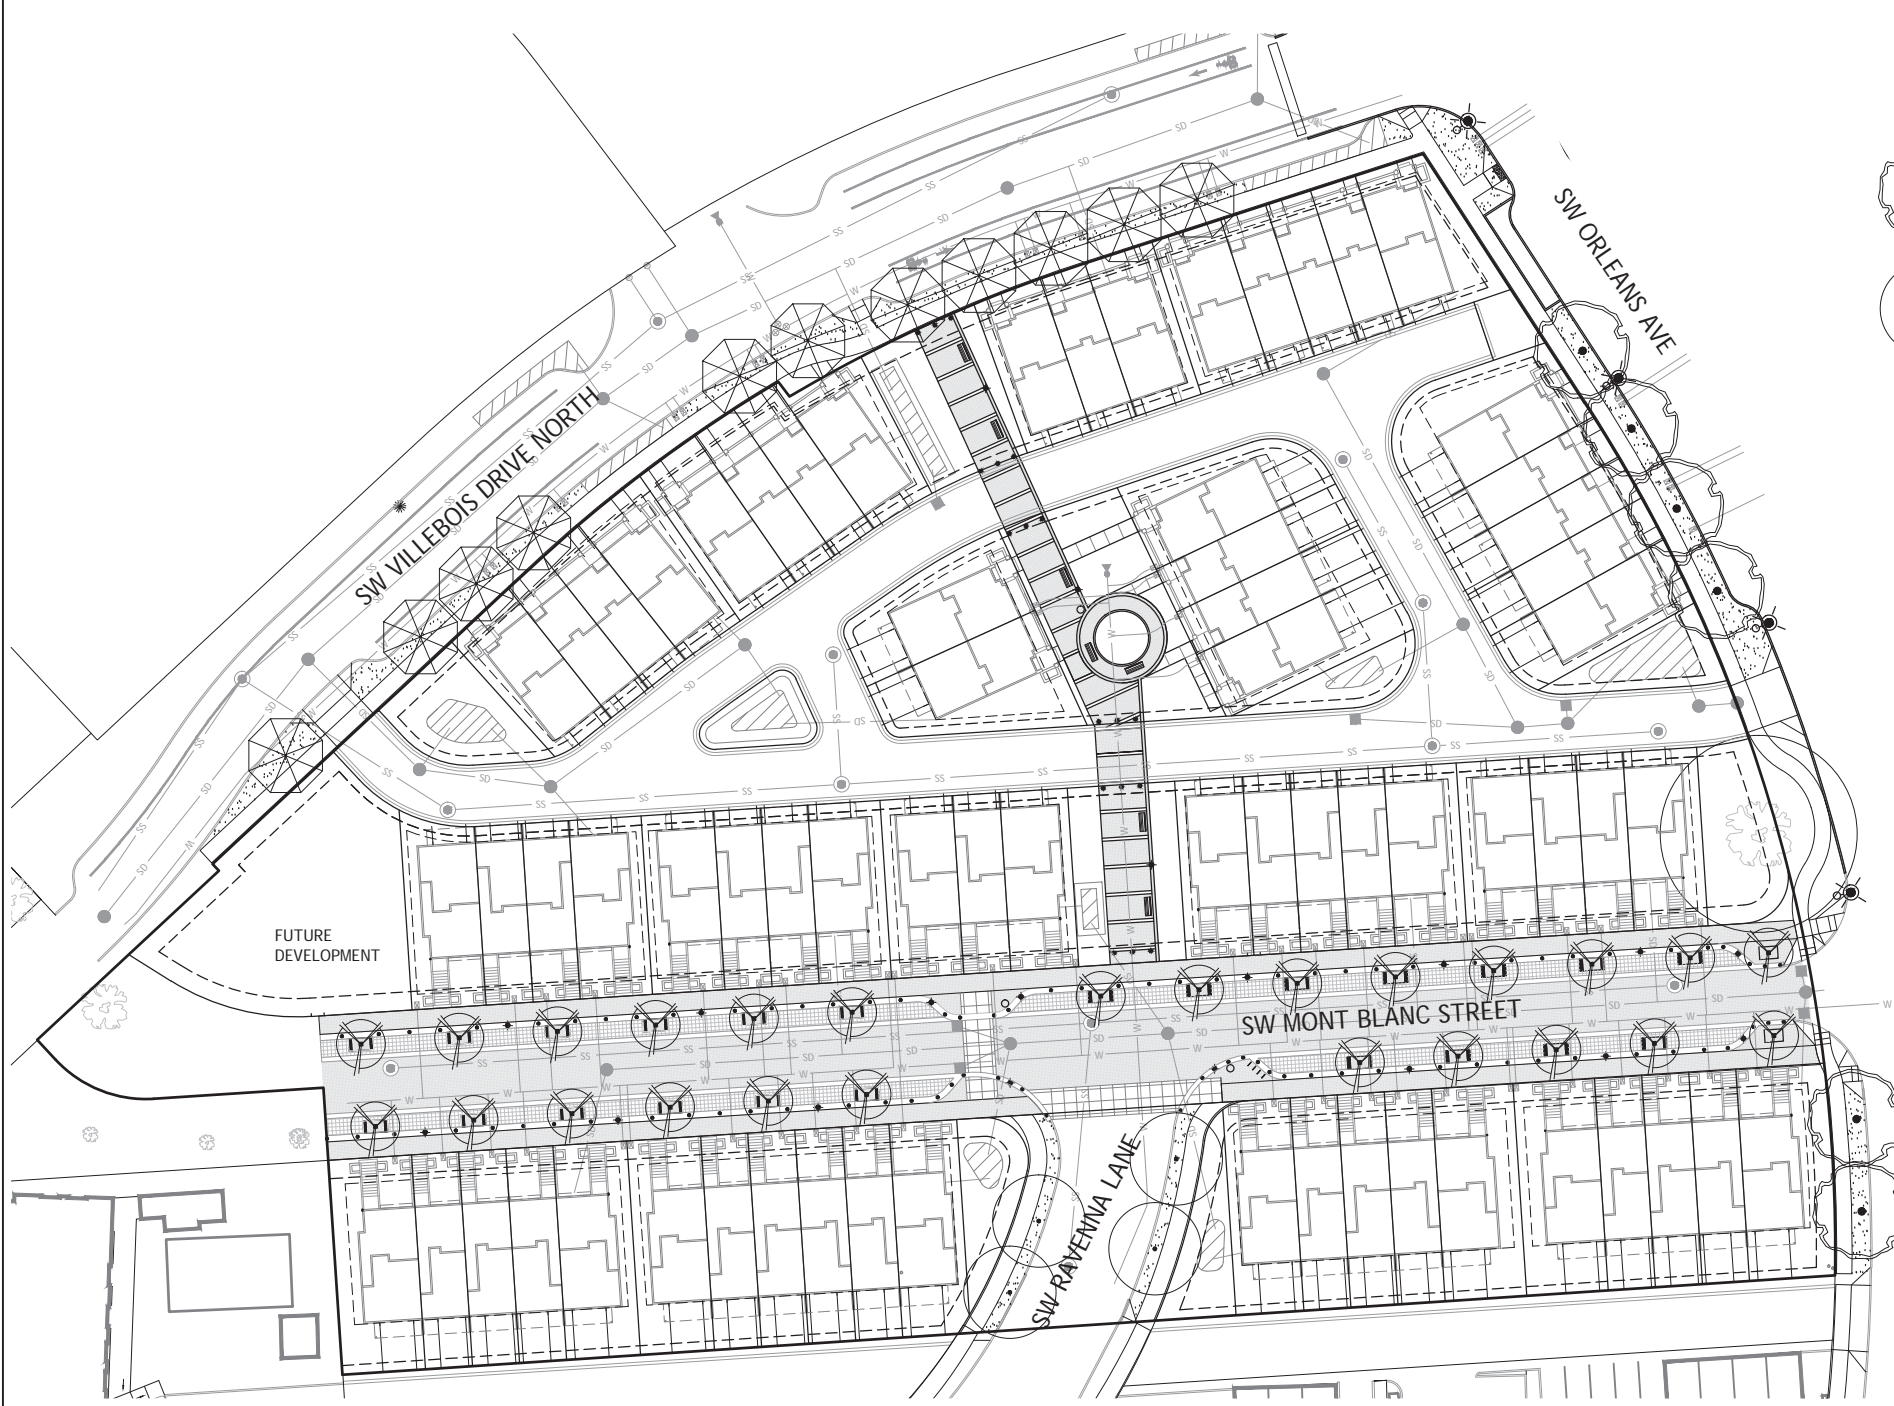 SW VILLEBOIS DRIVE NORTH
SW ORLEANS AVE
FUTURE
DEVELOPMENT
SW MONT BLANC STREET
SW RAVENNA LANE